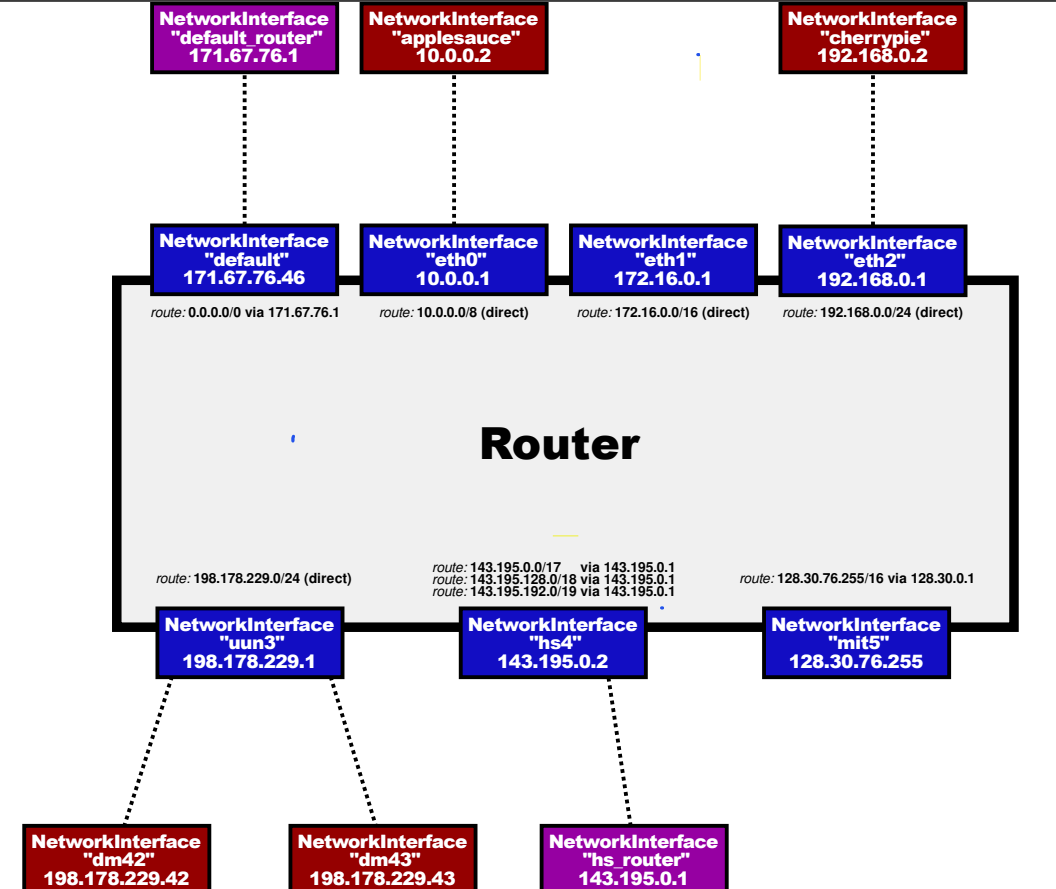 NetworkInterface
"default_router"
171.67.76.1
NetworkInterface
"applesauce"
10.0.0.2
NetworkInterface
"cherrypie"
192.168.0.2
NetworkInterface
"default"
171.67.76.46
NetworkInterface
"eth0"
10.0.0.1
NetworkInterface
"eth1"
172.16.0.1
NetworkInterface
"eth2"
192.168.0.1
route: 0.0.0.0/0 via 171.67.76.1
route: 10.0.0.0/8 (direct)
route: 172.16.0.0/16 (direct)
route: 192.168.0.0/24 (direct)
Router
route: 198.178.229.0/24 (direct)
route: 143.195.0.0/17 via 143.195.0.1
route: 143.195.128.0/18 via 143.195.0.1
route: 143.195.192.0/19 via 143.195.0.1
route: 128.30.76.255/16 via 128.30.0.1
NetworkInterface
"uun3"
198.178.229.1
NetworkInterface
"hs4"
143.195.0.2
NetworkInterface
"mit5"
128.30.76.255
NetworkInterface
"dm42"
198.178.229.42
NetworkInterface
"dm43"
198.178.229.43
NetworkInterface
"hs_router"
143.195.0.1